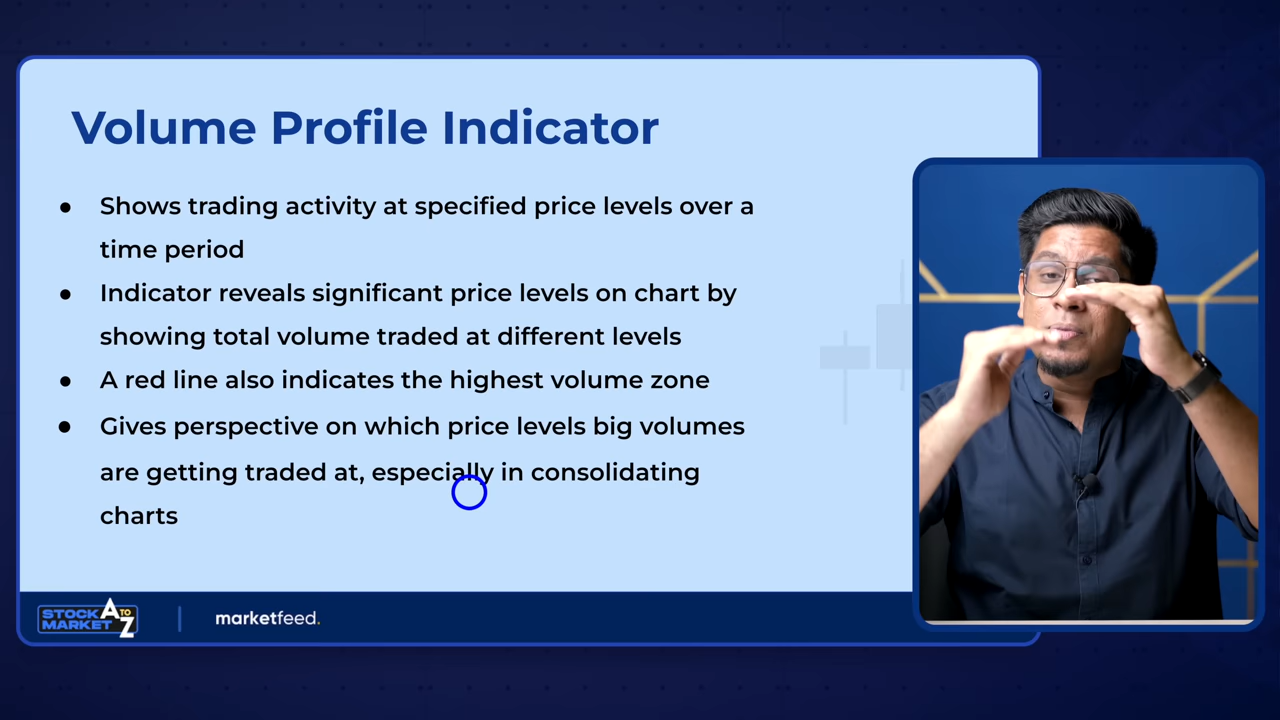 Volume Profile Indicator
● Shows trading activity at specified price levels over a
time period
● Indicator reveals significant price levels on chart by
showing total volume traded at different levels
● A red line also indicates the highest volume zone
● Gives perspective on which price levels big volumes
are getting traded at, especially in consolidating
charts
STOCK MARKET A TO Z
marketfeed.